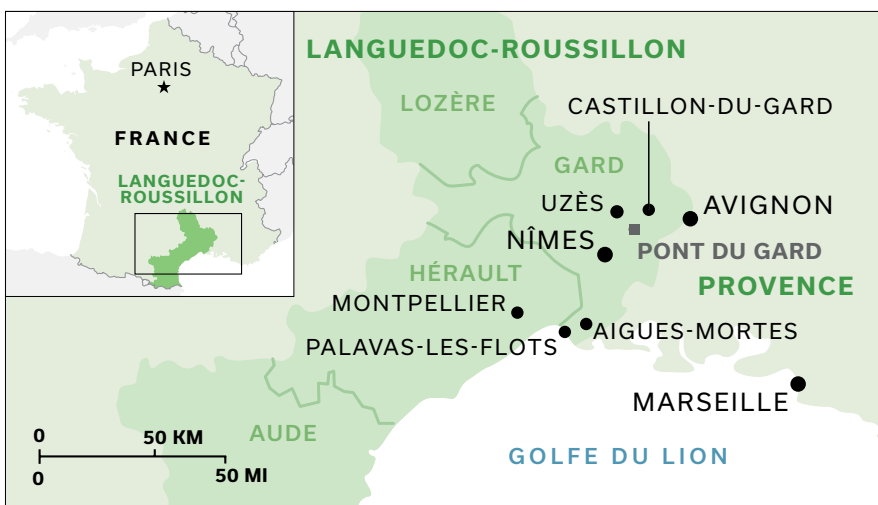 PARIS
FRANCE
LANGUEDOC-
ROUSSILLON
LANGUEDOC-ROUSSILLON
LOZÈRE
CASTILLON-DU-GARD
GARD
UZÈS
AVIGNON
NÎMES
PONT DU GARD
HÉRAULT
PROVENCE
MONTPELLIER
AIGUES-MORTES
PALAVAS-LES-FLOTS
MARSEILLE
AUDE
GOLFE DU LION
0
50 KM
0
50 MI